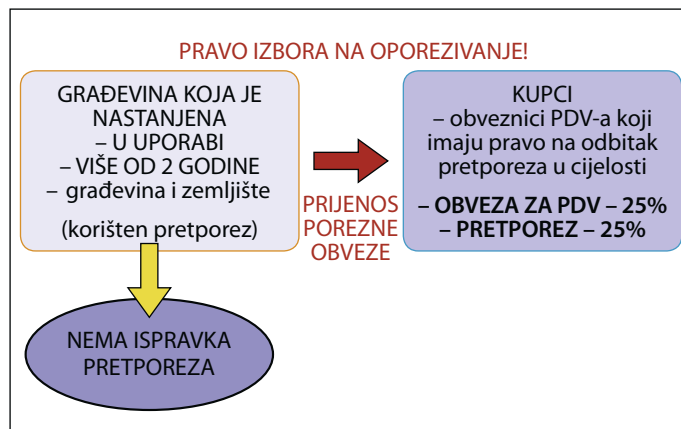 PRAVO IZBORA NA OPOREZIVANJE!
GRAĐEVINA KOJA JE
NASTANJENA
– U UPORABI
– VIŠE OD 2 GODINE
– građevina i zemljište
(korišten pretporez)
PRIJENOS
POREZNE
OBVEZE
KUPCI
– obveznici PDV-a koji
imaju pravo na odbitak
pretporeza u cijelosti
– OBVEZA ZA PDV – 25%
– PRETPOREZ – 25%
NEMA ISPRAVKA
PRETPOREZA